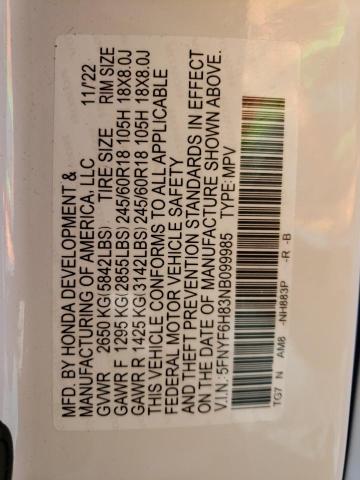 MFD. BY HONDA DEVELOPMENT &
MANUFACTURING OF AMERICA, LLC 11/22
GVWR 2650 KG(5842LBS) TIRE SIZE RIM SIZE
GAWR F 1295 KG(2855LBS) 245/60R18 105H 18X8.0J
GAWR R 1425 KG(3142LBS) 245/60R18 105H 18X8.0J
THIS VEHICLE CONFORMS TO ALL APPLICABLE
FEDERAL MOTOR VEHICLE SAFETY
AND THEFT PREVENTION STANDARDS IN EFFECT
ON THE DATE OF MANUFACTURE SHOWN ABOVE.
V.I.N.: 5FNYF6H83NB099985 TYPE: MPV
TG7 N AM8 -NH883P -R -B